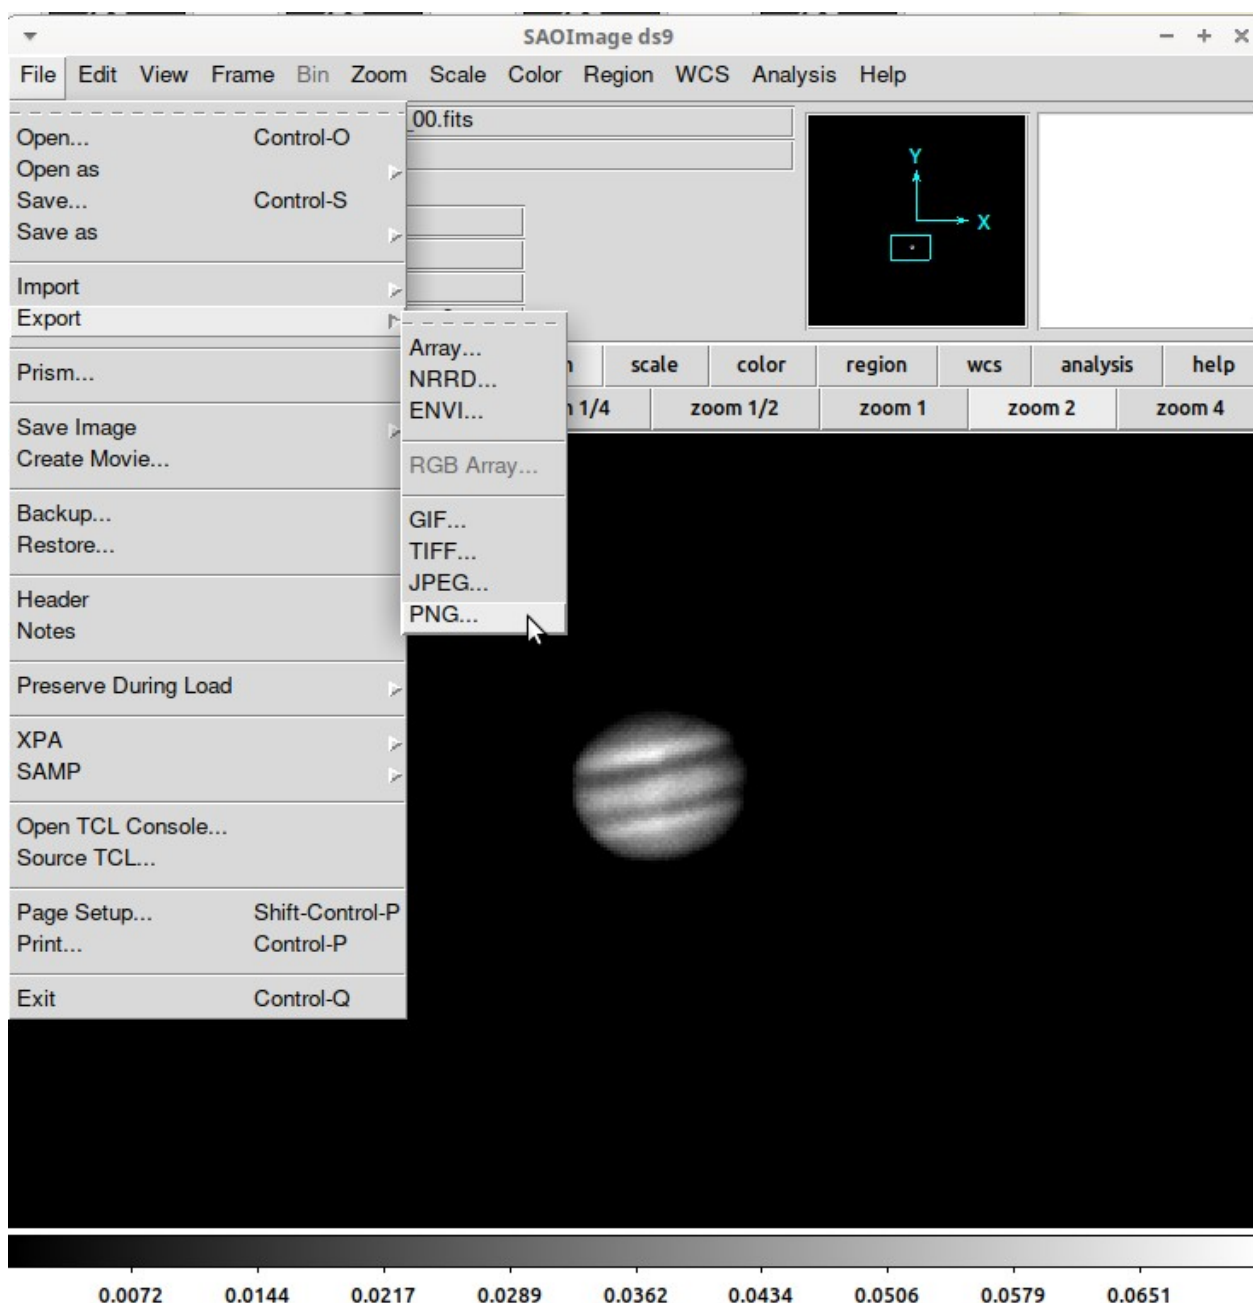 SAOImage ds9
File Edit View Frame Bin Zoom Scale Color Region WCS Analysis Help
_00.fits
Open... Control-O
Open as
Save... Control-S
Save as
Import
Export
Prism...
Save Image
Create Movie...
Backup...
Restore...
Header
Notes
Preserve During Load
XPA
SAMP
Open TCL Console...
Source TCL...
Page Setup... Shift-Control-P
Print... Control-P
Exit Control-Q
Array...
NRRD...
ENVI...
RGB Array...
GIF...
TIFF...
JPEG...
PNG...
Y
X
scale color region wcs analysis help
1/4 zoom 1/2 zoom 1 zoom 2 zoom 4
0.0072 0.0144 0.0217 0.0289 0.0362 0.0434 0.0506 0.0579 0.0651